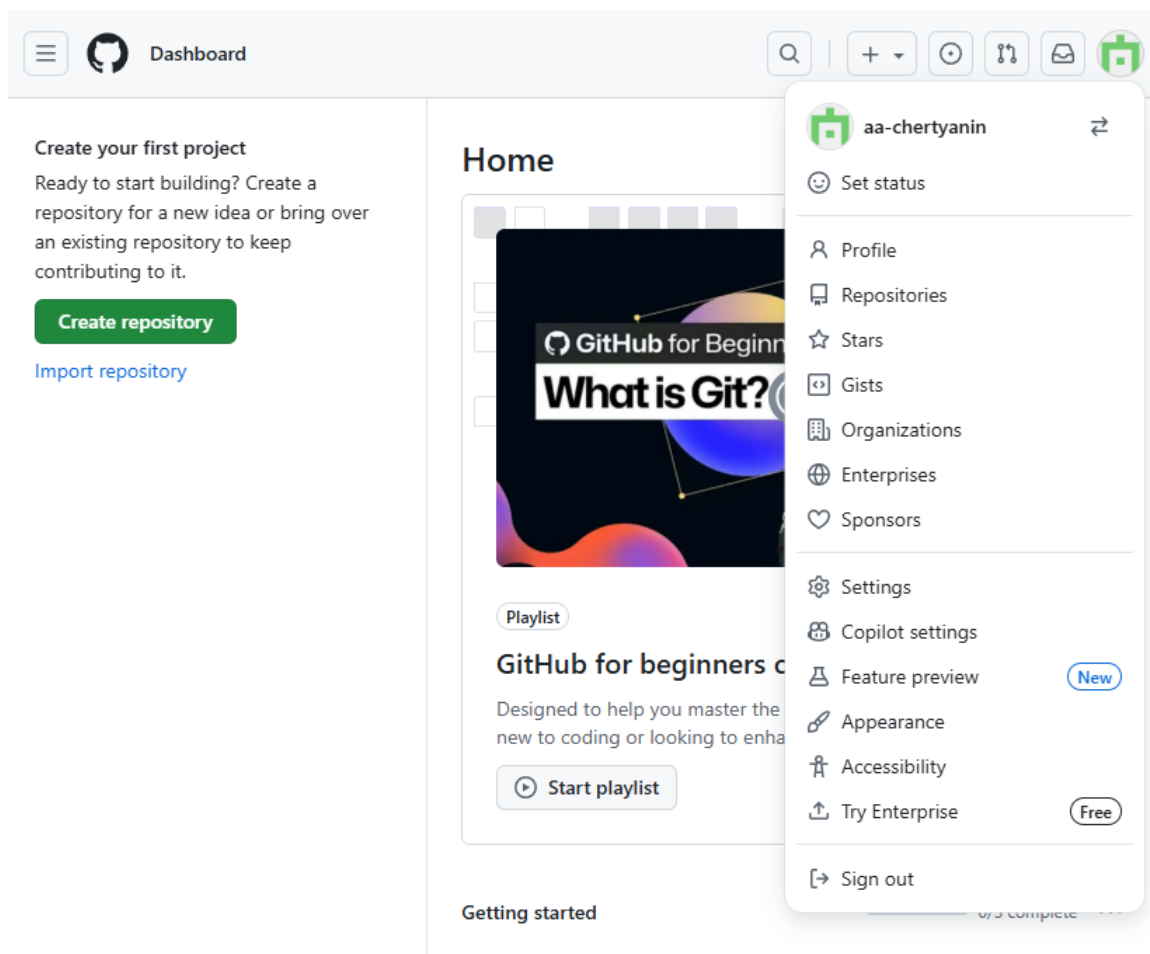 Dashboard
Create your first project
Ready to start building? Create a
repository for a new idea or bring over
an existing repository to keep
contributing to it.
Create repository
Import repository
Home
GitHub for Beginn
What is Git?
Playlist
GitHub for beginners
Designed to help you master the
new to coding or looking to enha
Start playlist
Getting started
complete
aa-chertyanin
Set status
Profile
Repositories
Stars
Gists
Organizations
Enterprises
Sponsors
Settings
Copilot settings
Feature preview
New
Appearance
Accessibility
Try Enterprise
Free
Sign out